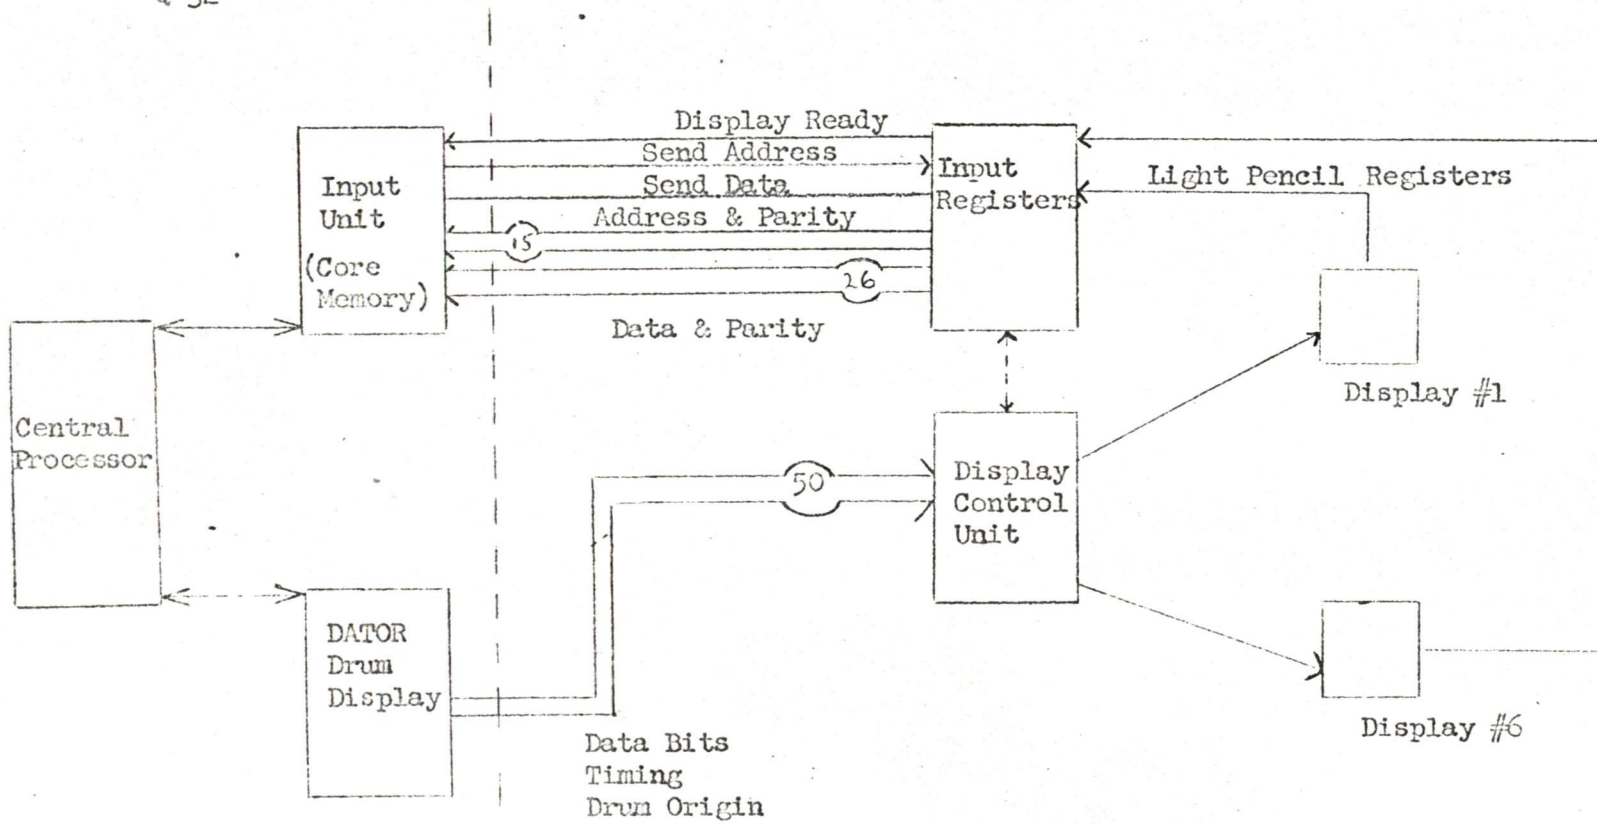 Display Ready
Send Address
Send Data
Address & Parity
15
26
Data & Parity
Input
Unit
(Core
Memory)
Input
Registers
Light Pencil Registers
Display #1
Central
Processor
50
Display
Control
Unit
DATOR
Drum
Display
Display #6
Data Bits
Timing
Drum Origin